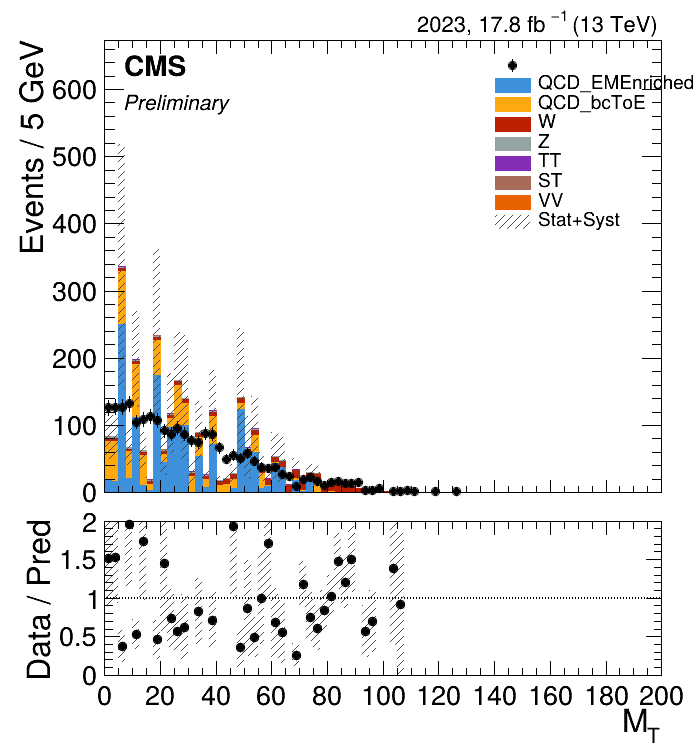 2023, 17.8 fb⁻¹ (13 TeV)
CMS
Preliminary
QCD_EMEnriched
QCD_bcToE
W
Z
TT
ST
VV
Stat+Syst
Events / 5 GeV
600
500
400
300
200
100
0
Data / Pred
2
1.5
1
0.5
0
0 20 40 60 80 100 120 140 160 180 200
M_T